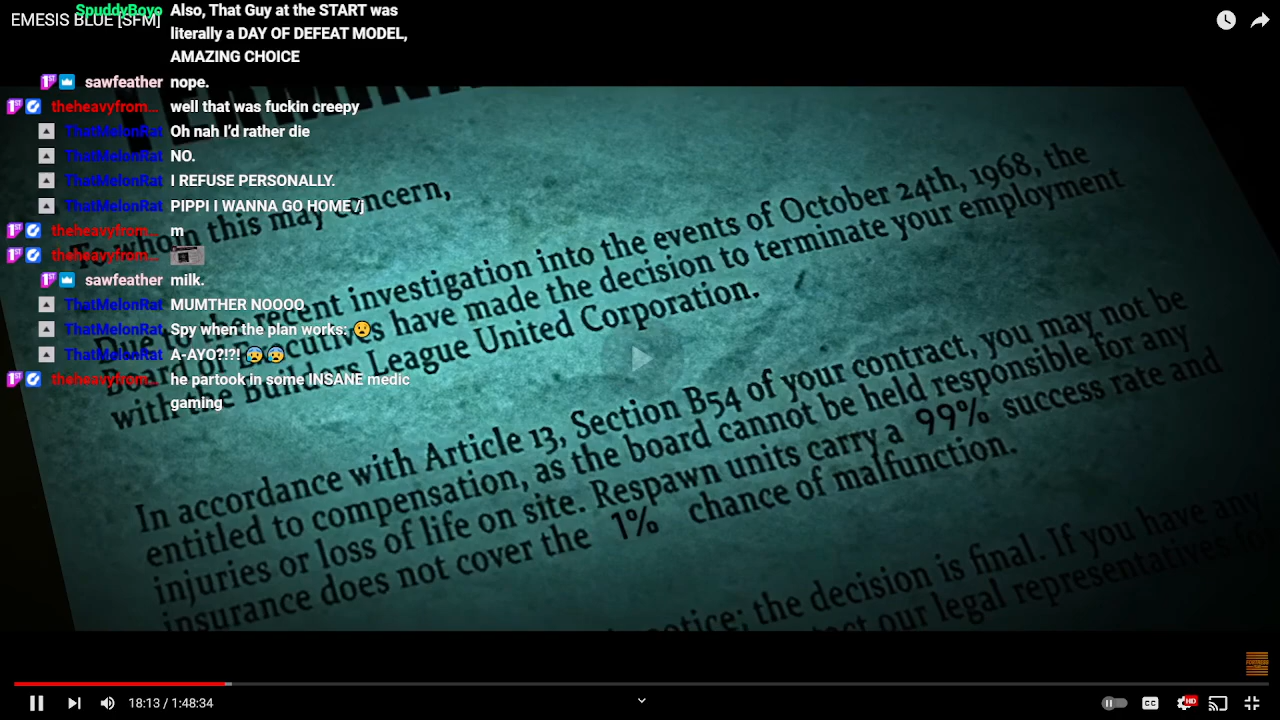 EMESIS BLUE [SFM]
SpuddyBoyo Also, That Guy at the START was
literally a DAY OF DEFEAT MODEL,
AMAZING CHOICE
sawfeather nope.
theheavyfrom... well that was fuckin creepy
ThatMelonRat Oh nah I'd rather die
ThatMelonRat NO.
ThatMelonRat I REFUSE PERSONALLY.
ThatMelonRat PIPPI I WANNA GO HOME /j
theheavyfrom... m
theheavyfrom...
sawfeather milk.
ThatMelonRat MUMTHER NOOOO
ThatMelonRat Spy when the plan works: 😦
ThatMelonRat A-AYO?!?! 😰😰
theheavyfrom... he partook in some INSANE medic
gaming
To whom this may concern,
Due to the recent investigation into the events of October 24th, 1968, the
Board of Executives have made the decision to terminate your employment
with the Builders League United Corporation.
In accordance with Article 13, Section B54 of your contract, you may not be
entitled to compensation, as the board cannot be held responsible for any
injuries or loss of life on site. Respawn units carry a 99% success rate and
insurance does not cover the 1% chance of malfunction.
notice; the decision is final. If you have any
our legal representatives
18:13 / 1:48:34
CC
HD